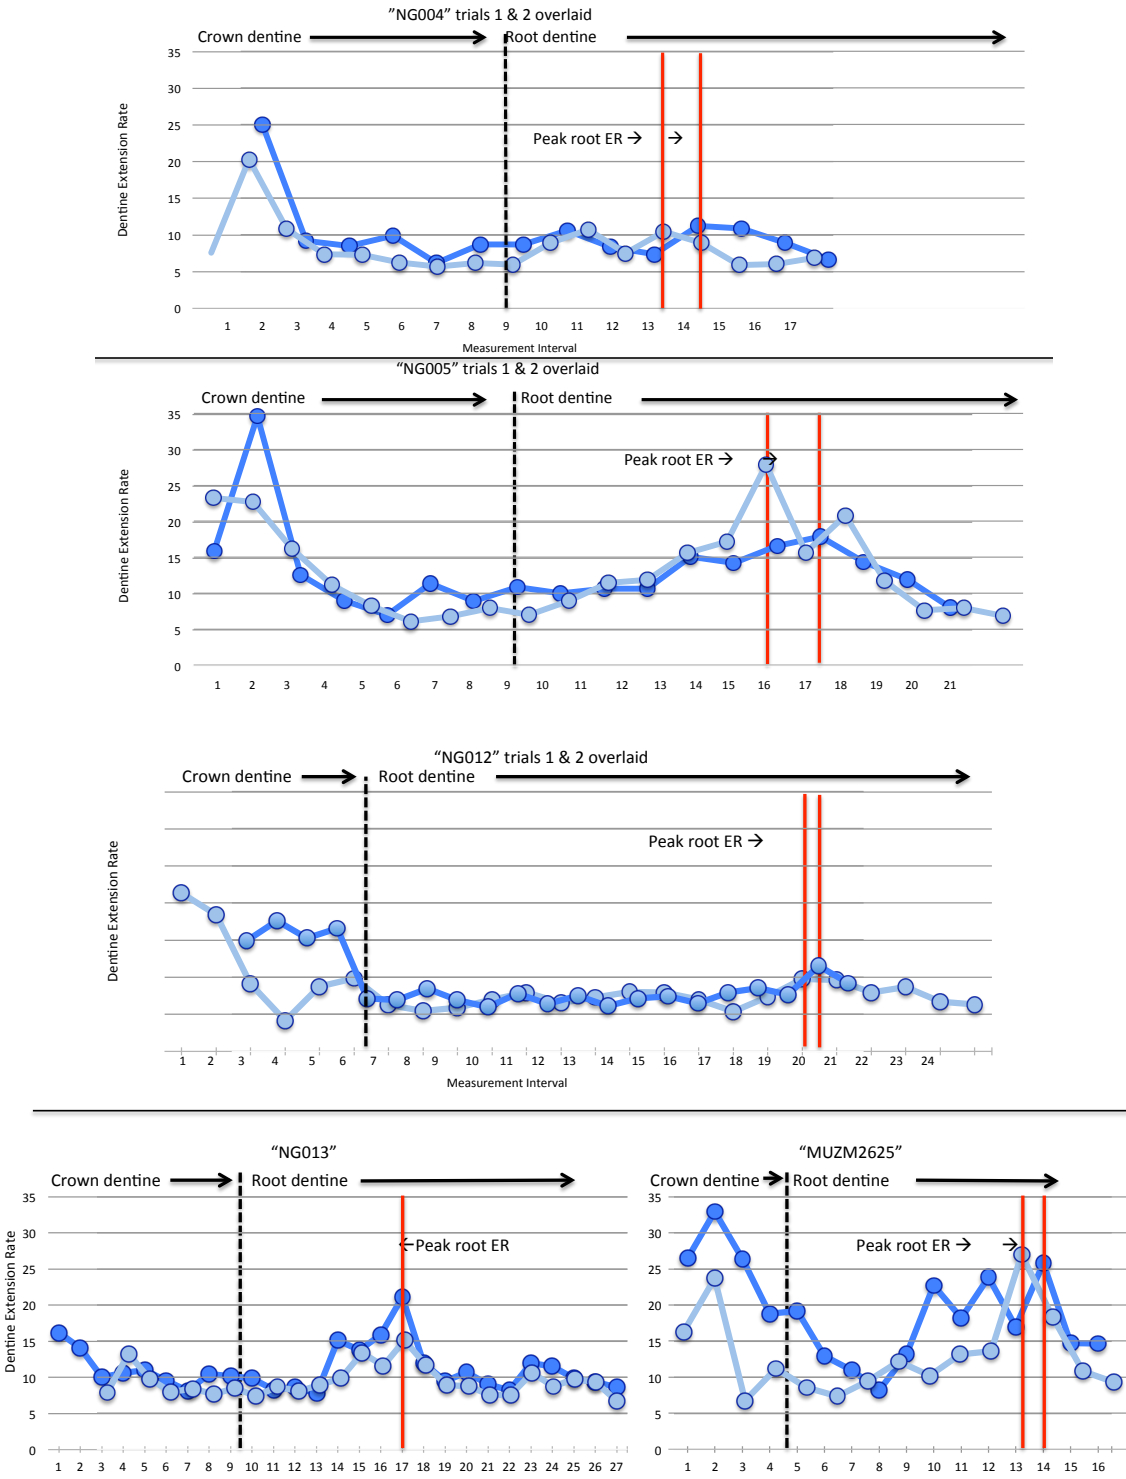 "NG004" trials 1 & 2 overlaid
Crown dentine
Root dentine
35
30
25
20
15
10
5
0
Dentine Extension Rate
Peak root ER → →
1 2 3 4 5 6 7 8 9 10 11 12 13 14 15 16 17
Measurement Interval
"NG005" trials 1 & 2 overlaid
Crown dentine
Root dentine
35
30
25
20
15
10
5
0
Dentine Extension Rate
Peak root ER → →
1 2 3 4 5 6 7 8 9 10 11 12 13 14 15 16 17 18 19 20 21
"NG012" trials 1 & 2 overlaid
Crown dentine
Root dentine
Dentine Extension Rate
Peak root ER →
1 2 3 4 5 6 7 8 9 10 11 12 13 14 15 16 17 18 19 20 21 22 23 24
Measurement Interval
"NG013"
Crown dentine
Root dentine
35
30
25
20
15
10
5
0
Dentine Extension Rate
←Peak root ER
1 2 3 4 5 6 7 8 9 10 11 12 13 14 15 16 17 18 19 20 21 22 23 24 25 26 27
"MUZM2625"
Crown dentine
Root dentine
35
30
25
20
15
10
5
0
Peak root ER → →
1 2 3 4 5 6 7 8 9 10 11 12 13 14 15 16